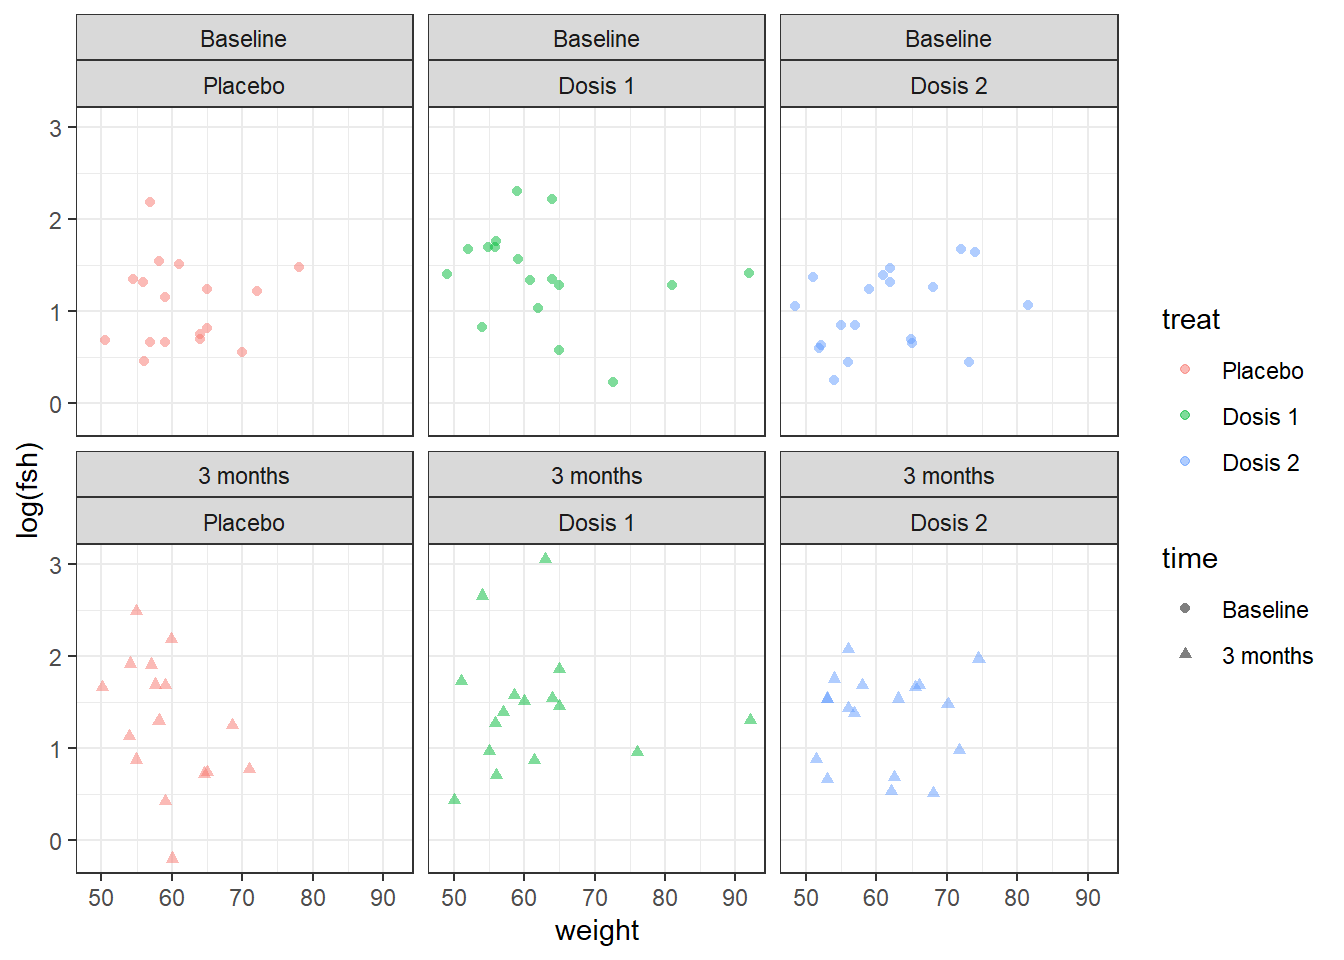 Baseline Baseline Baseline
Placebo Dosis 1 Dosis 2
3
2
1
0
log(fsh)
3 months 3 months 3 months
Placebo Dosis 1 Dosis 2
3
2
1
0
50 60 70 80 90 50 60 70 80 90 50 60 70 80 90
weight
treat
Placebo
Dosis 1
Dosis 2
time
Baseline
3 months